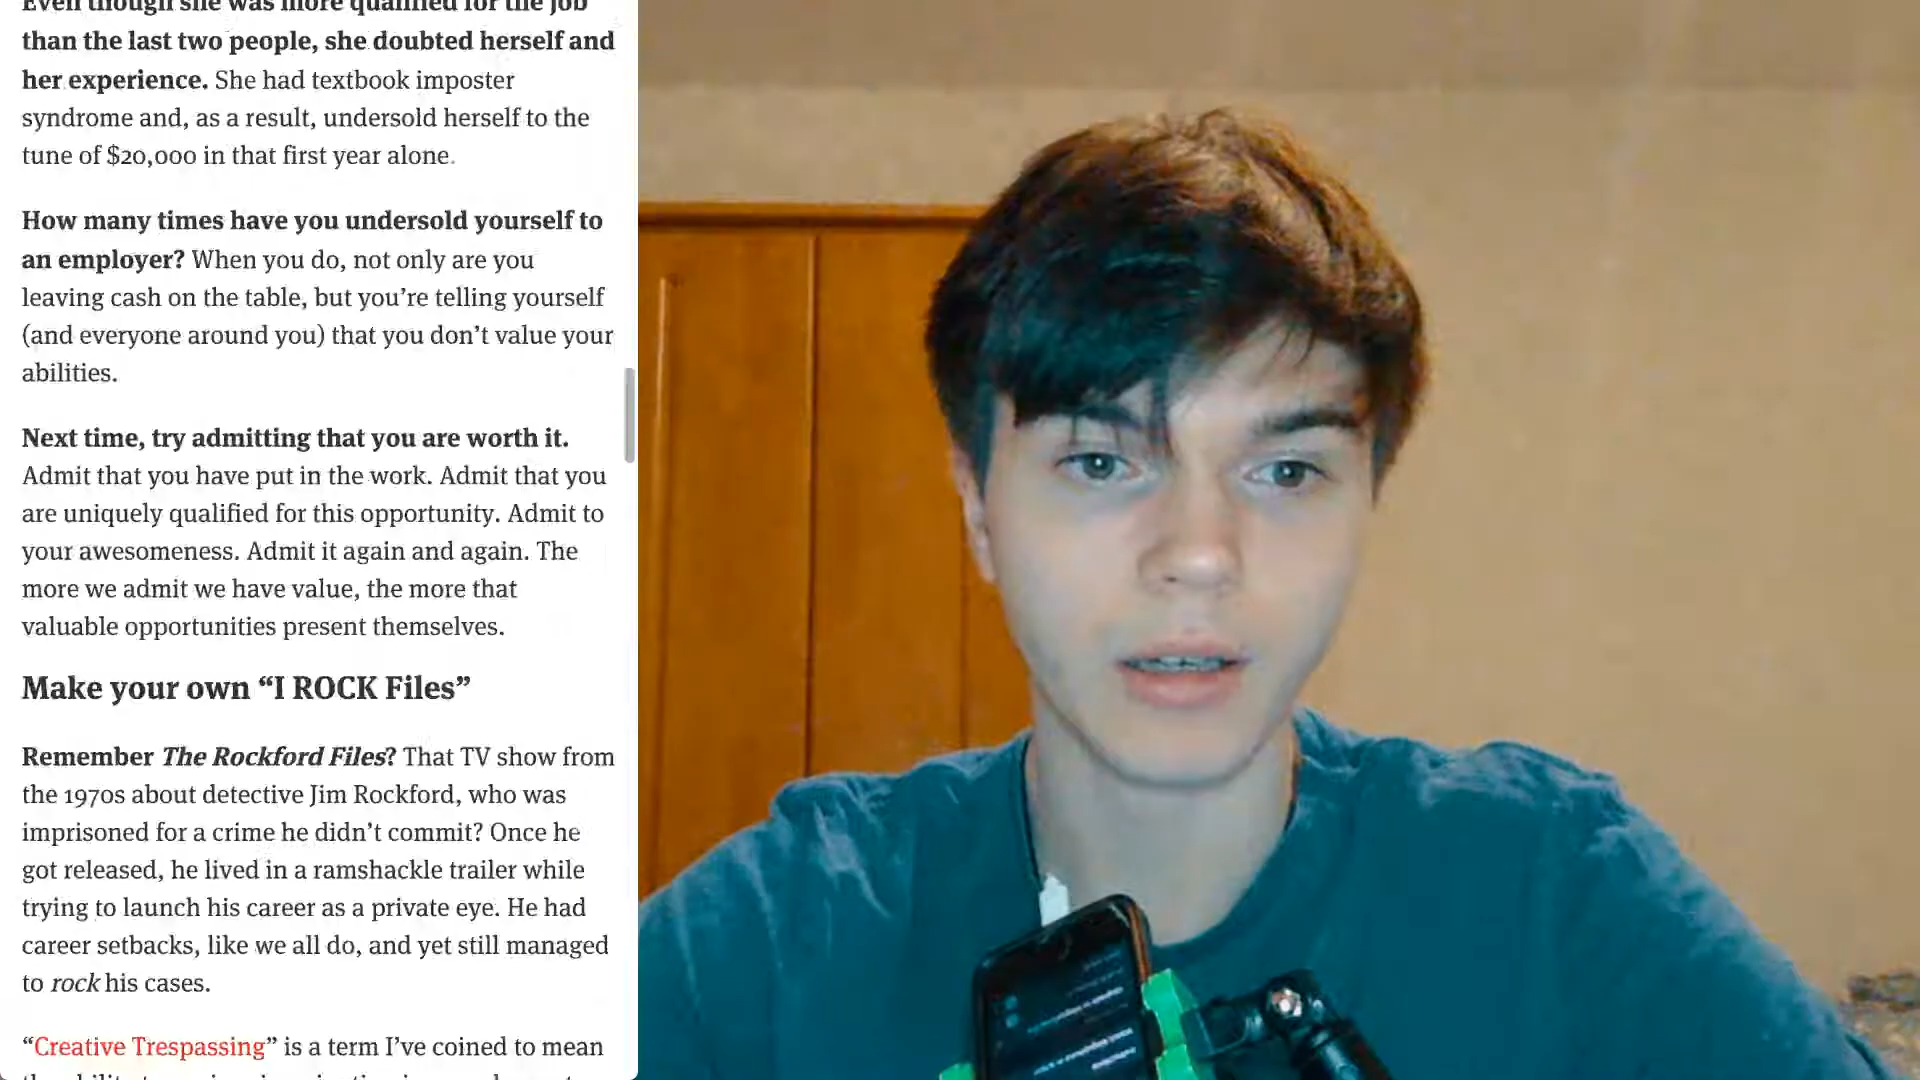 Even though she was more qualified for the job
than the last two people, she doubted herself and
her experience. She had textbook imposter
syndrome and, as a result, undersold herself to the
tune of $20,000 in that first year alone.
How many times have you undersold yourself to
an employer? When you do, not only are you
leaving cash on the table, but you’re telling yourself
(and everyone around you) that you don’t value your
abilities.
Next time, try admitting that you are worth it.
Admit that you have put in the work. Admit that you
are uniquely qualified for this opportunity. Admit to
your awesomeness. Admit it again and again. The
more we admit we have value, the more that
valuable opportunities present themselves.
Make your own “I ROCK Files”
Remember The Rockford Files? That TV show from
the 1970s about detective Jim Rockford, who was
imprisoned for a crime he didn’t commit? Once he
got released, he lived in a ramshackle trailer while
trying to launch his career as a private eye. He had
career setbacks, like we all do, and yet still managed
to rock his cases.
“Creative Trespassing” is a term I’ve coined to mean